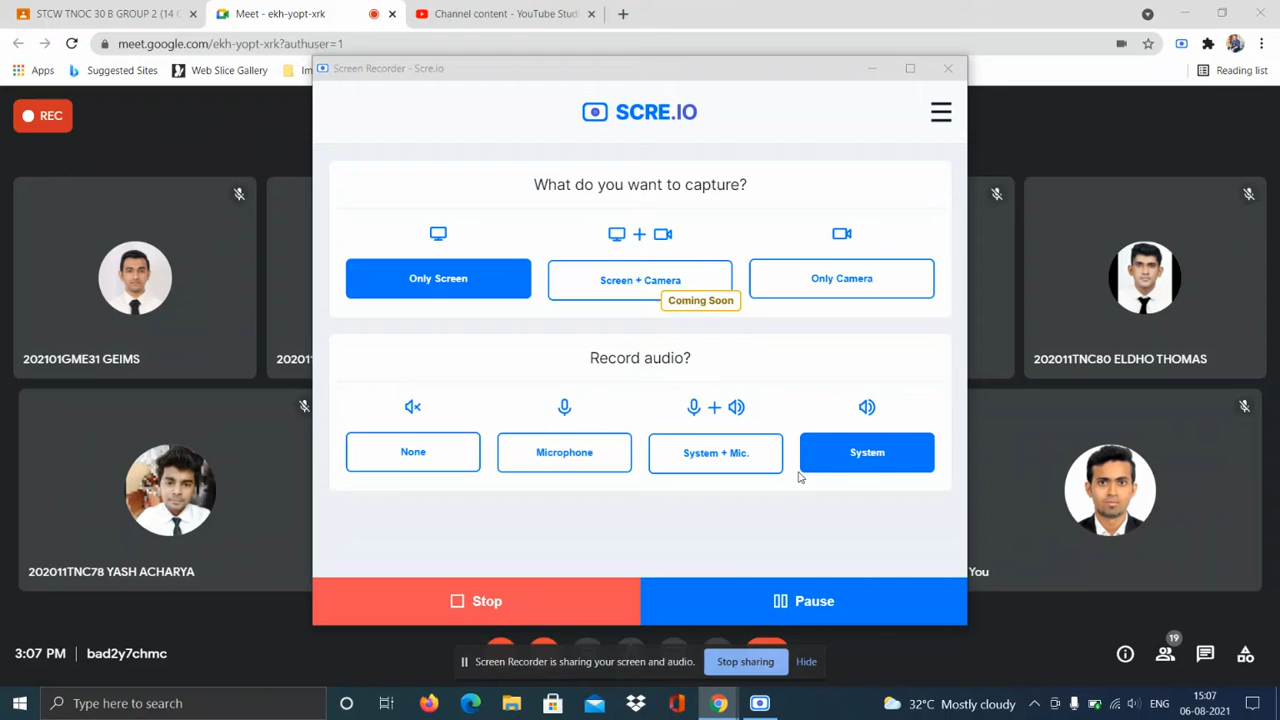 STCW TNOC 30 B GROUP 2 (14 C
Meet - ekh-yopt-xrk
Channel content - YouTube Stud
meet.google.com/ekh-yopt-xrk?authuser=1
Apps
Suggested Sites
Web Slice Gallery
Reading list
Screen Recorder - Scre.io
REC
SCRE.IO
What do you want to capture?
Only Screen
Screen + Camera
Only Camera
Coming Soon
202101GME31 GEIMS
202011TNC80 ELDHO THOMAS
Record audio?
None
Microphone
System + Mic.
System
202011TNC78 YASH ACHARYA
You
Stop
Pause
3:07 PM | bad2y7chmc
Screen Recorder is sharing your screen and audio.
Stop sharing
Hide
19
Type here to search
32°C Mostly cloudy
ENG
15:07
06-08-2021